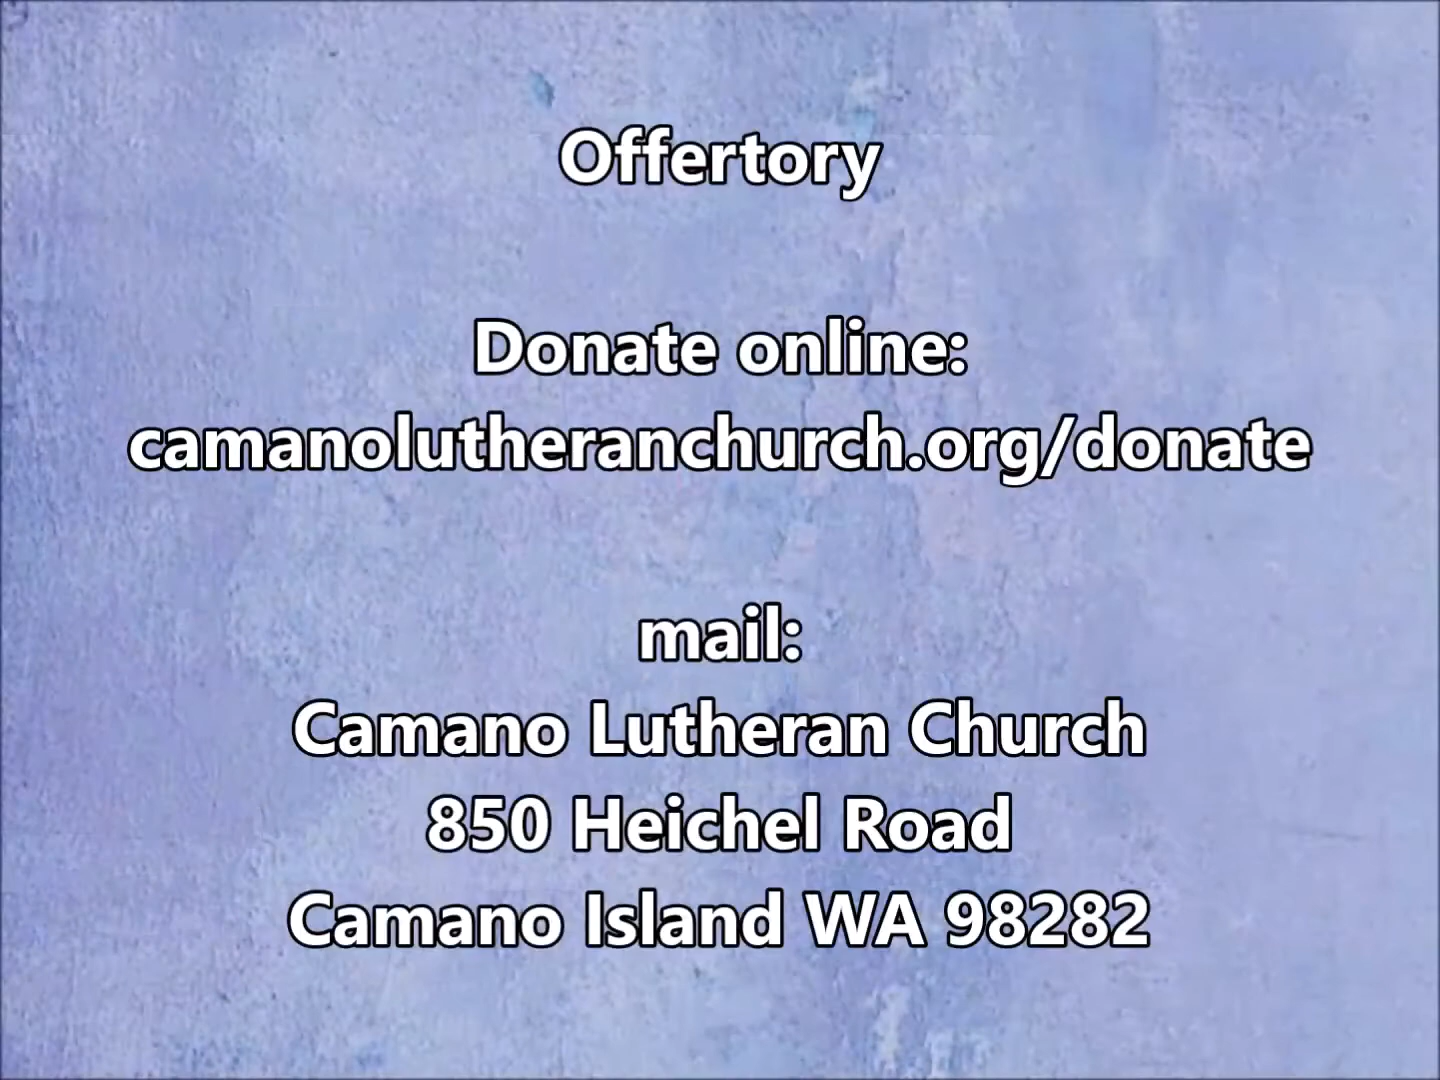 Offertory
Donate online:
camanolutheranchurch.org/donate
mail:
Camano Lutheran Church
850 Heichel Road
Camano Island WA 98282